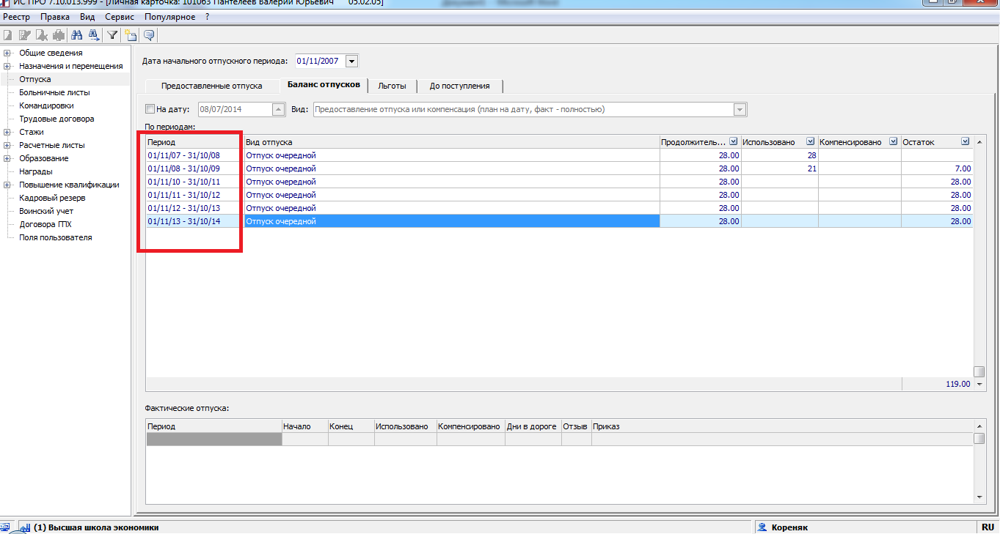 ИС ПРО 7.10.013.999 - [Личная карточка: 101063 Пантелеев Валерий Юрьевич 05.02.05]
Реестр Правка Вид Сервис Популярное ?
Общие сведения
Назначения и перемещения
Отпуска
Больничные листы
Командировки
Трудовые договора
Стажи
Расчетные листы
Образование
Награды
Повышение квалификации
Кадровый резерв
Воинский учет
Договора ГПХ
Поля пользователя
Дата начального отпускного периода: 01/11/2007
Предоставленные отпуска Баланс отпусков Льготы До поступления
На дату: 08/07/2014 Вид: Предоставление отпуска или компенсация (план на дату, факт - полностью)
По периодам:
Период Вид отпуска Продолжитель... Использовано Компенсировано Остаток
01/11/07 - 31/10/08 Отпуск очередной 28.00 28
01/11/08 - 31/10/09 Отпуск очередной 28.00 21 7.00
01/11/10 - 31/10/11 Отпуск очередной 28.00 28.00
01/11/11 - 31/10/12 Отпуск очередной 28.00 28.00
01/11/12 - 31/10/13 Отпуск очередной 28.00 28.00
01/11/13 - 31/10/14 Отпуск очередной 28.00 28.00
119.00
Фактические отпуска:
Период Начало Конец Использовано Компенсировано Дни в дороге Отзыв Приказ
(1) Высшая школа экономики Кореняк RU